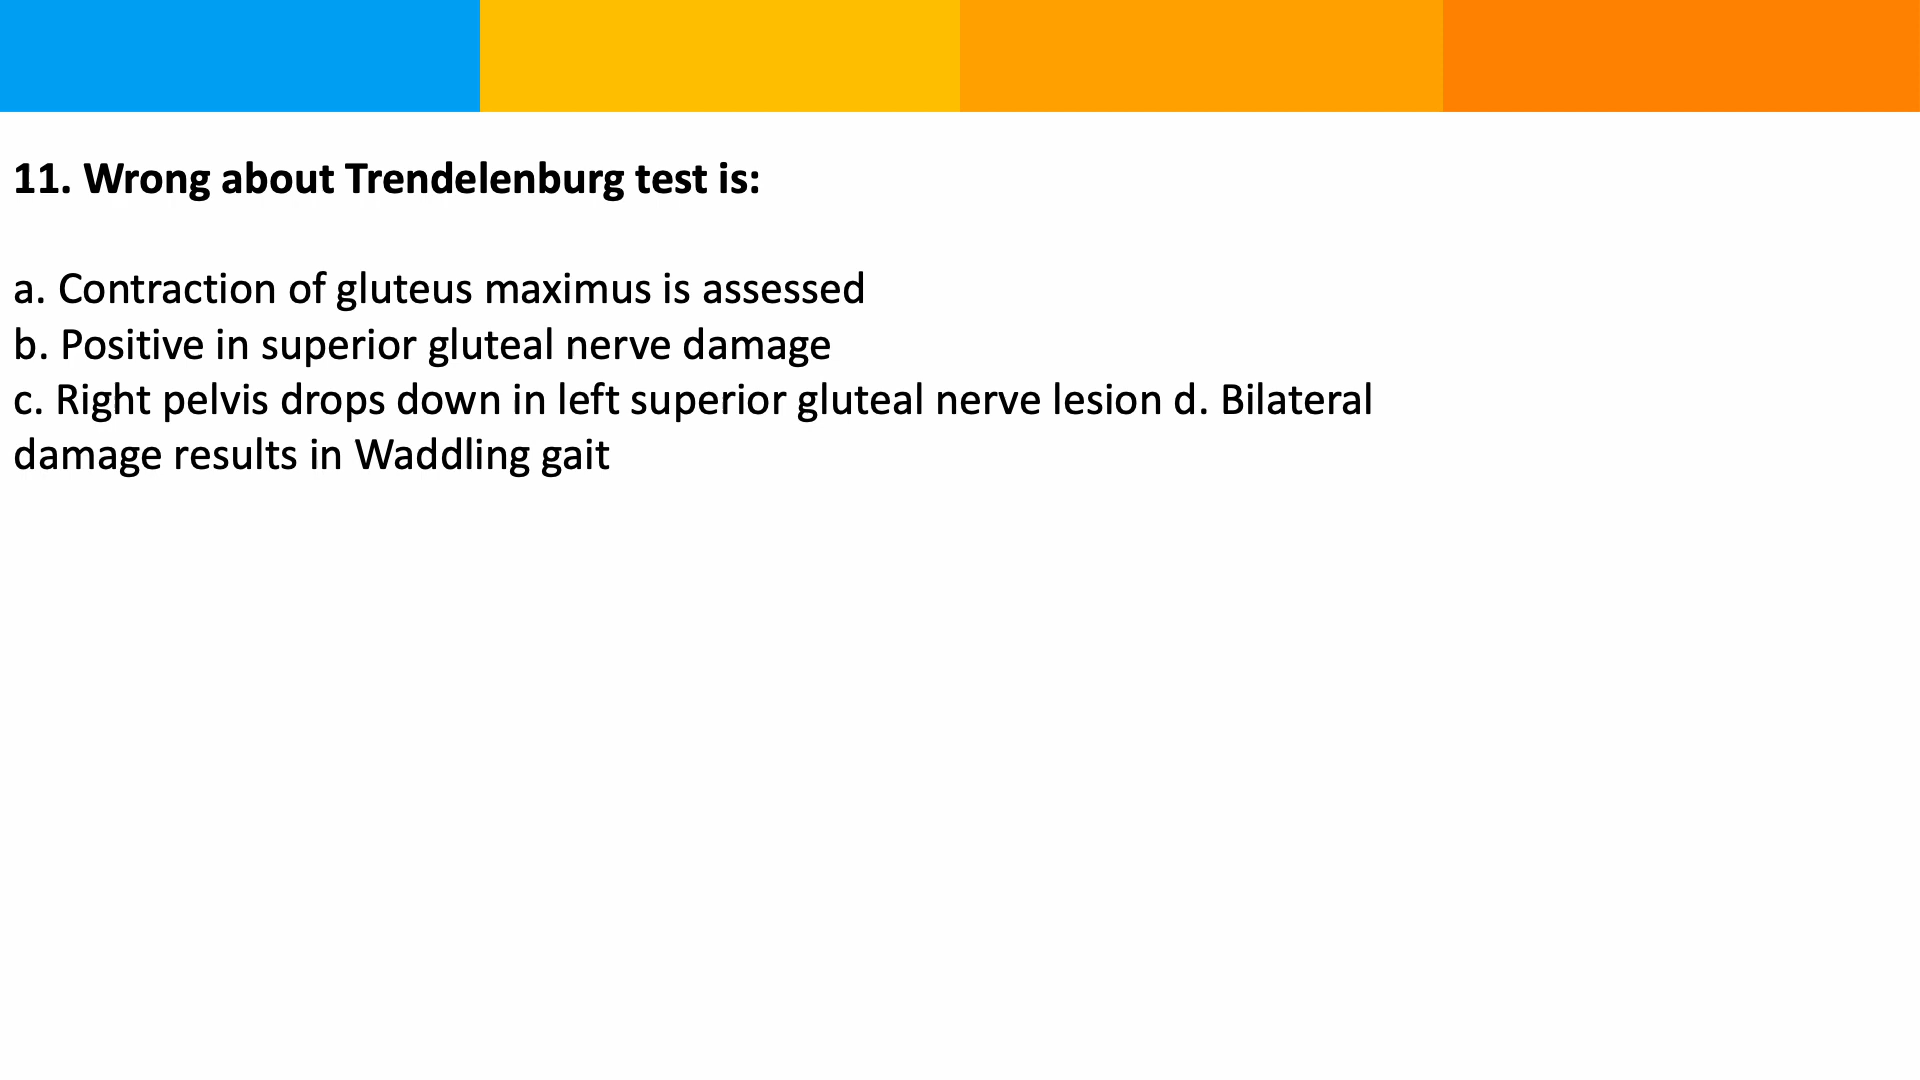 11. Wrong about Trendelenburg test is:
a. Contraction of gluteus maximus is assessed
b. Positive in superior gluteal nerve damage
c. Right pelvis drops down in left superior gluteal nerve lesion d. Bilateral
damage results in Waddling gait